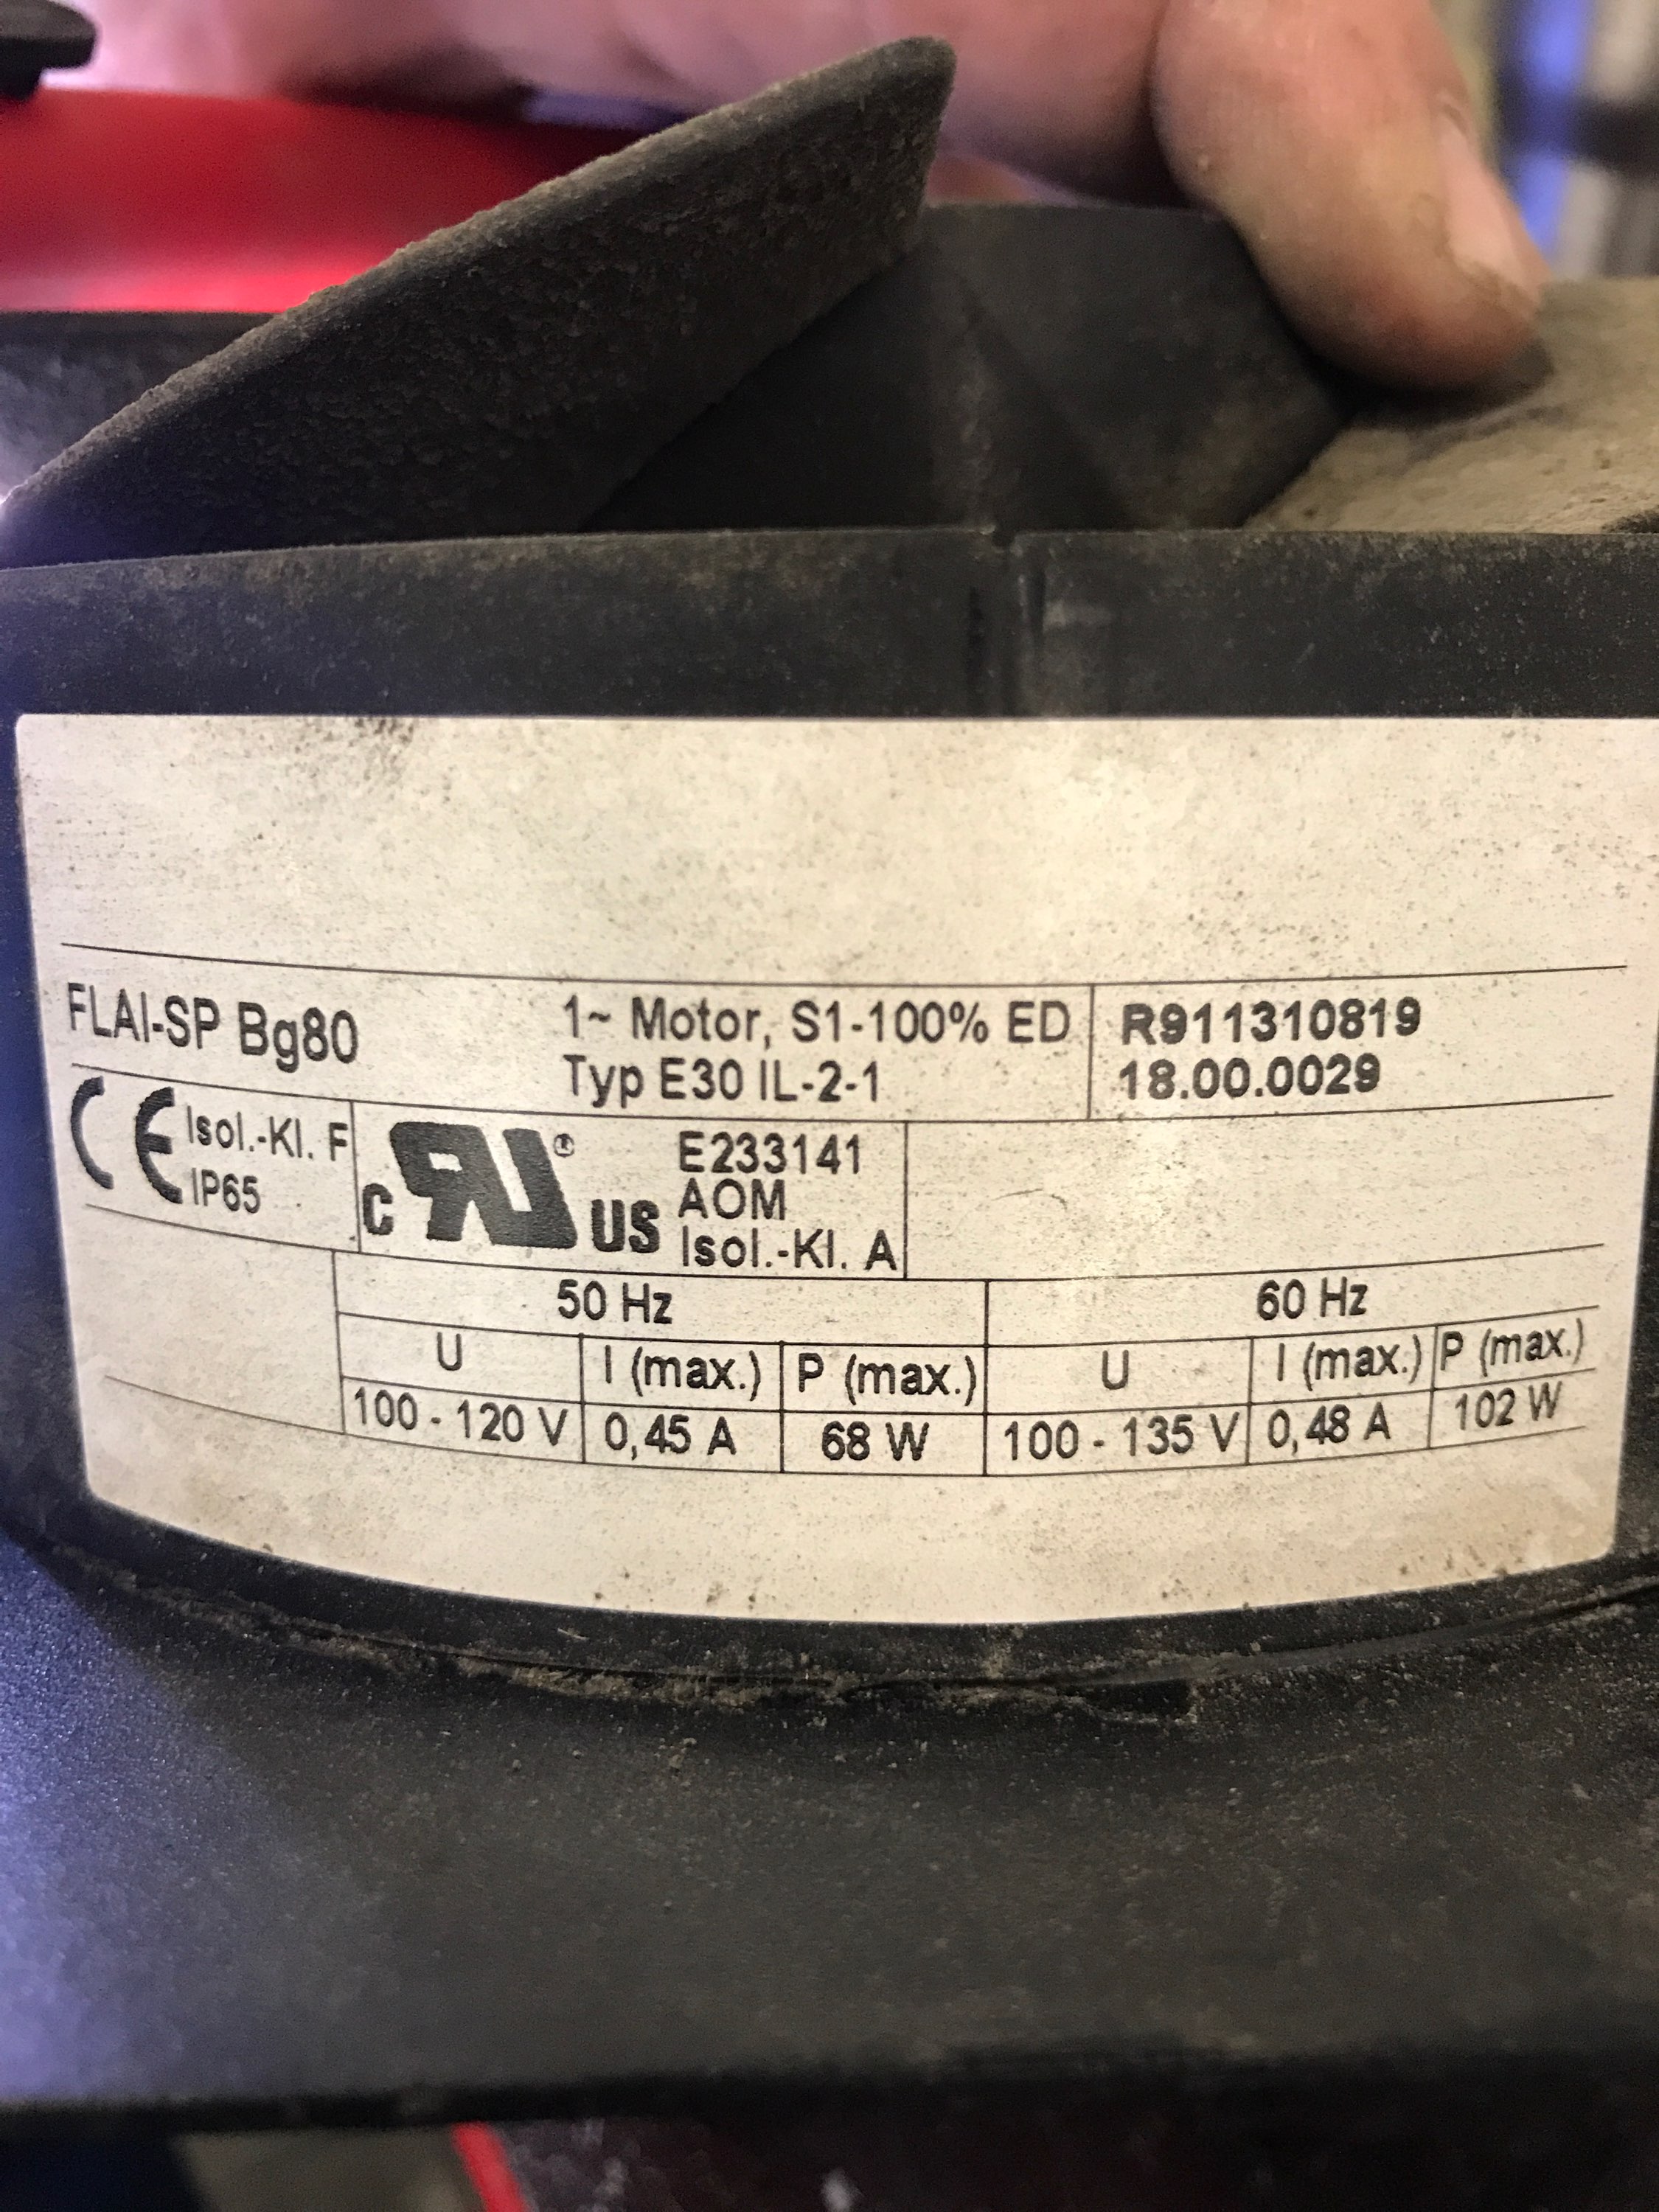 FLAI-SP Bg80
1~ Motor, S1-100% ED
Typ E30 IL-2-1
R911310819
18.00.0029
CE Isol.-Kl. F
IP65
c RU ® US
E233141
AOM
Isol.-Kl. A
50 Hz 60 Hz
U I (max.) P (max.) U I (max.) P (max.)
100 - 120 V 0,45 A 68 W 100 - 135 V 0,48 A 102 W